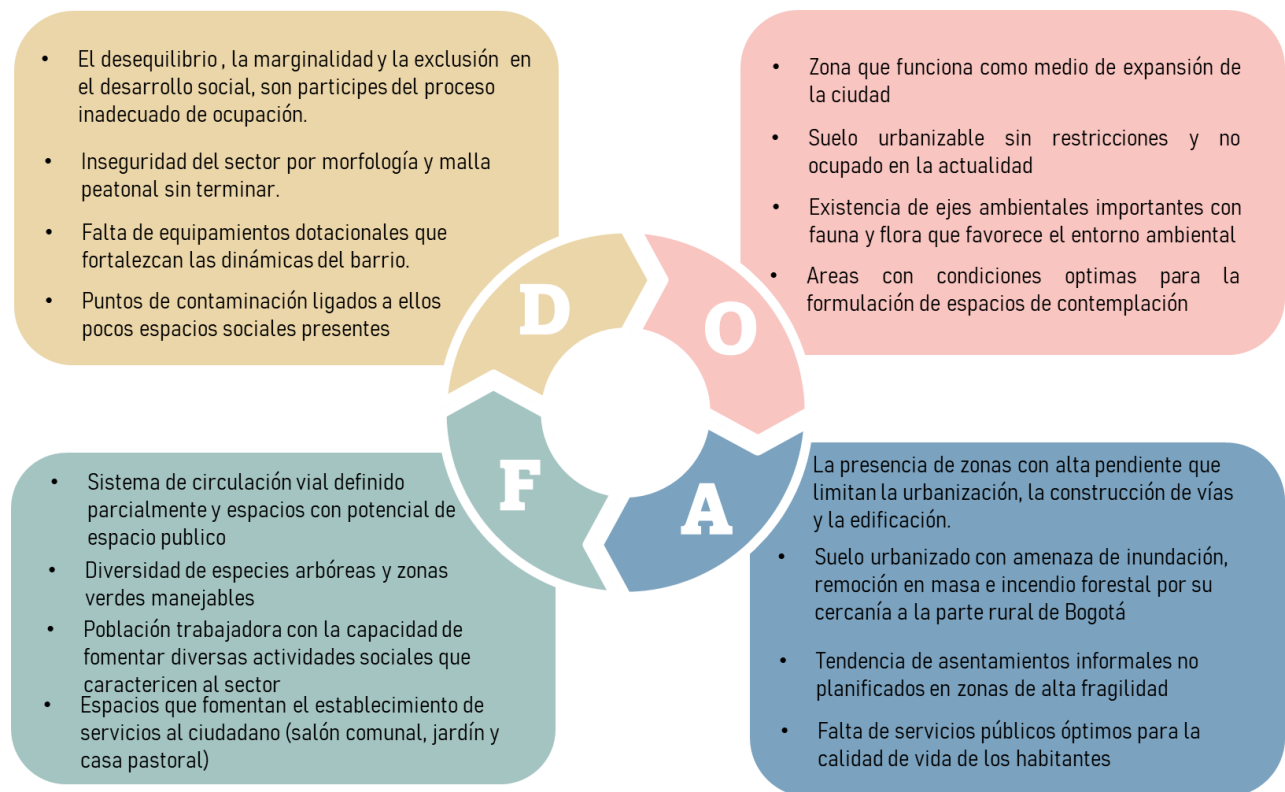 • El desequilibrio , la marginalidad y la exclusión en
el desarrollo social, son participes del proceso
inadecuado de ocupación.
• Inseguridad del sector por morfología y malla
peatonal sin terminar.
• Falta de equipamientos dotacionales que
fortalezcan las dinámicas del barrio.
• Puntos de contaminación ligados a ellos
pocos espacios sociales presentes
• Zona que funciona como medio de expansión de
la ciudad
• Suelo urbanizable sin restricciones y no
ocupado en la actualidad
• Existencia de ejes ambientales importantes con
fauna y flora que favorece el entorno ambiental
• Areas con condiciones optimas para la
formulación de espacios de contemplación
D
O
F
A
• Sistema de circulación vial definido
parcialmente y espacios con potencial de
espacio publico
• Diversidad de especies arbóreas y zonas
verdes manejables
• Población trabajadora con la capacidad de
fomentar diversas actividades sociales que
caractericen al sector
• Espacios que fomentan el establecimiento de
servicios al ciudadano (salón comunal, jardín y
casa pastoral)
La presencia de zonas con alta pendiente que
limitan la urbanización, la construcción de vías
y la edificación.
• Suelo urbanizado con amenaza de inundación,
remoción en masa e incendio forestal por su
cercanía a la parte rural de Bogotá
• Tendencia de asentamientos informales no
planificados en zonas de alta fragilidad
• Falta de servicios públicos óptimos para la
calidad de vida de los habitantes